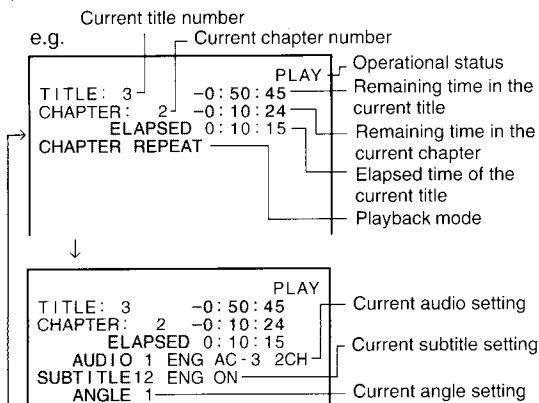 Current title number
e.g. Current chapter number
PLAY Operational status
TITLE: 3 -0:50:45 Remaining time in the
current title
CHAPTER: 2 -0:10:24 Remaining time in the
current chapter
ELAPSED 0:10:15 Elapsed time of the
current title
CHAPTER REPEAT Playback mode
PLAY
TITLE: 3 -0:50:45
CHAPTER: 2 -0:10:24
ELAPSED 0:10:15
AUDIO 1 ENG AC-3 2CH Current audio setting
SUBTITLE12 ENG ON Current subtitle setting
ANGLE 1 Current angle setting